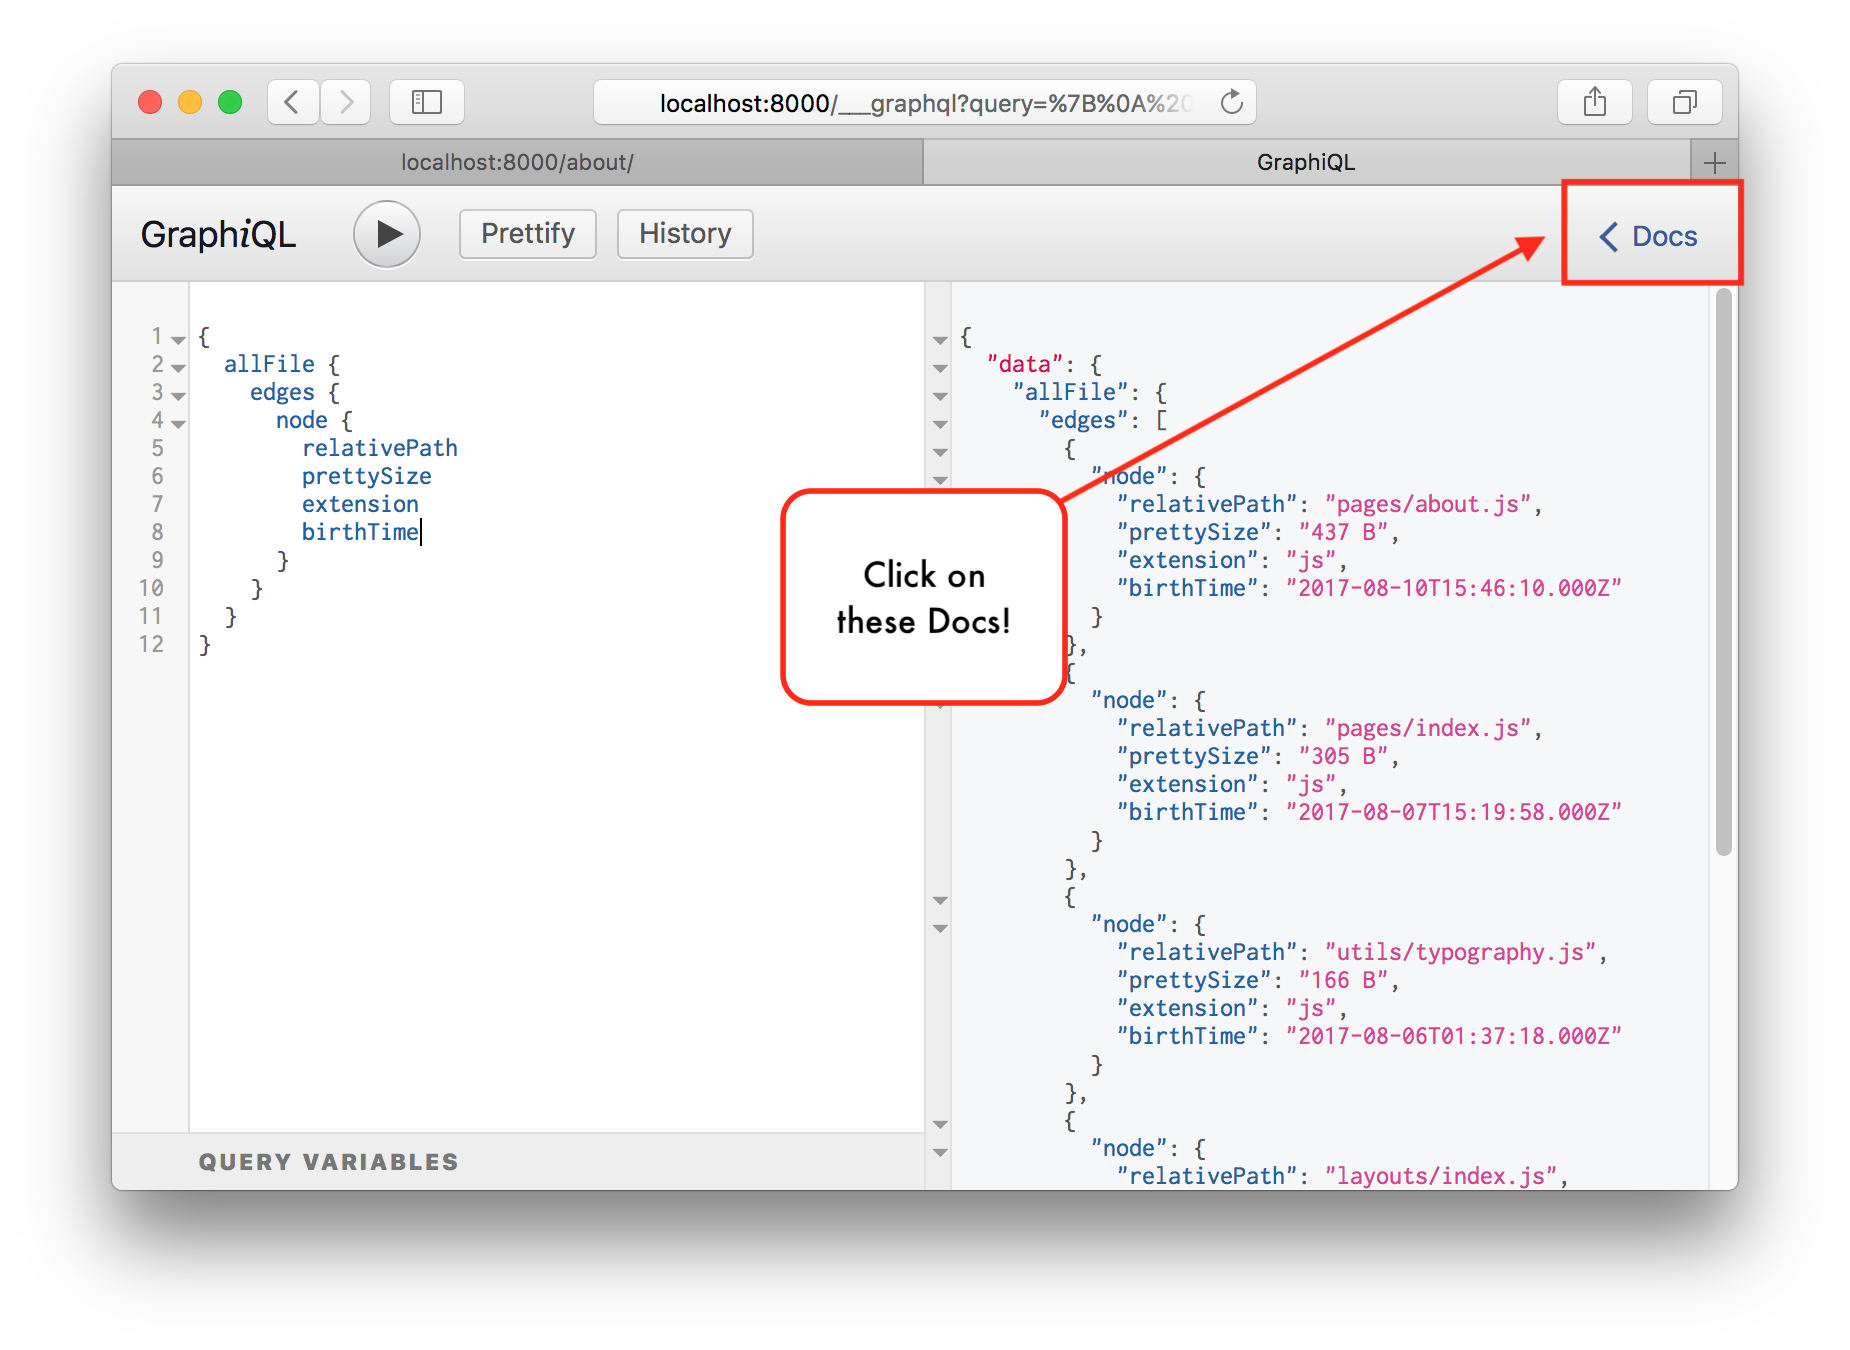 localhost:8000/___graphql?query=%7B%0A%20
localhost:8000/about/
GraphiQL
GraphiQL
Prettify
History
Docs
1 {
2 allFile {
3 edges {
4 node {
5 relativePath
6 prettySize
7 extension
8 birthTime
9 }
10 }
11 }
12 }
QUERY VARIABLES
Click on
these Docs!
{
"data": {
"allFile": {
"edges": [
{
"node": {
"relativePath": "pages/about.js",
"prettySize": "437 B",
"extension": "js",
"birthTime": "2017-08-10T15:46:10.000Z"
}
},
{
"node": {
"relativePath": "pages/index.js",
"prettySize": "305 B",
"extension": "js",
"birthTime": "2017-08-07T15:19:58.000Z"
}
},
{
"node": {
"relativePath": "utils/typography.js",
"prettySize": "166 B",
"extension": "js",
"birthTime": "2017-08-06T01:37:18.000Z"
}
},
{
"node": {
"relativePath": "layouts/index.js",